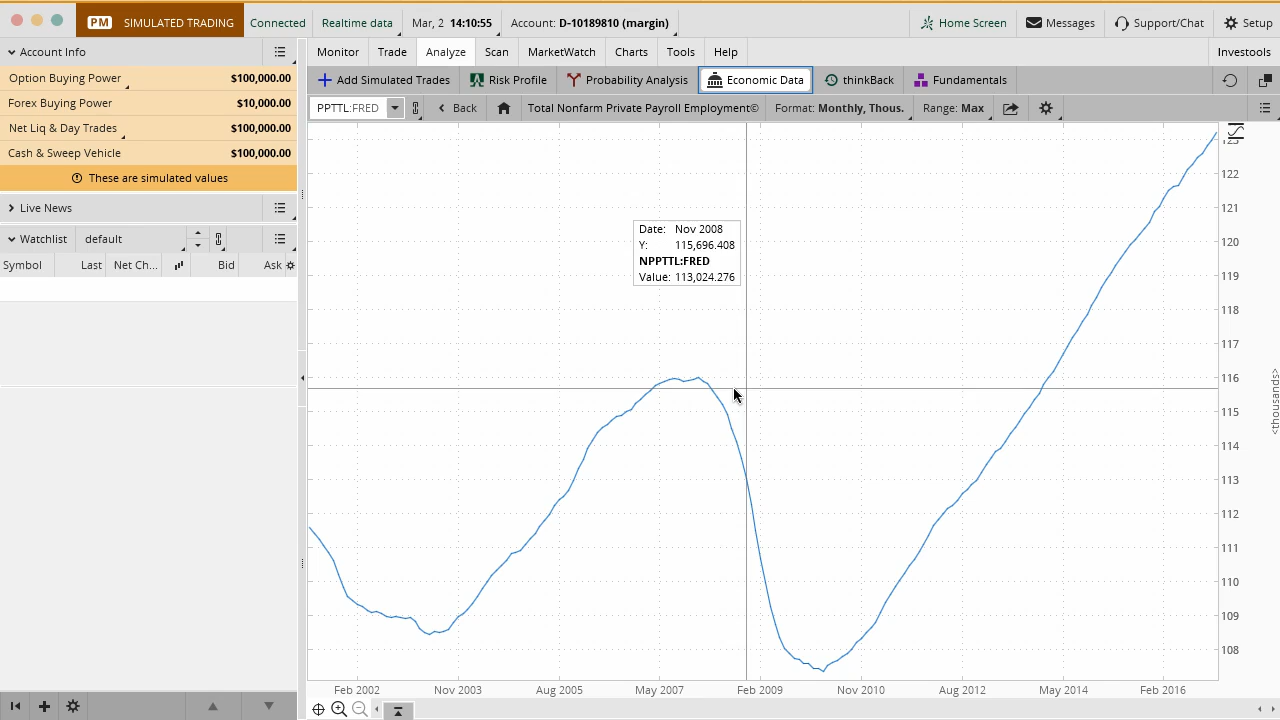 PM SIMULATED TRADING Connected Realtime data Mar, 2 14:10:55 Account: D-10189810 (margin) Home Screen Messages Support/Chat Setup
Account Info
Option Buying Power $100,000.00
Forex Buying Power $10,000.00
Net Liq & Day Trades $100,000.00
Cash & Sweep Vehicle $100,000.00
These are simulated values
Live News
Watchlist default
Symbol Last Net Ch... Bid Ask
Monitor Trade Analyze Scan MarketWatch Charts Tools Help Investools
Add Simulated Trades Risk Profile Probability Analysis Economic Data thinkBack Fundamentals
PPTTL:FRED Back Total Nonfarm Private Payroll Employment© Format: Monthly, Thous. Range: Max
Date: Nov 2008
Y: 115,696.408
NPPTTL:FRED
Value: 113,024.276
123
122
121
120
119
118
117
116
115
114
113
112
111
110
109
108
<thousands>
Feb 2002 Nov 2003 Aug 2005 May 2007 Feb 2009 Nov 2010 Aug 2012 May 2014 Feb 2016